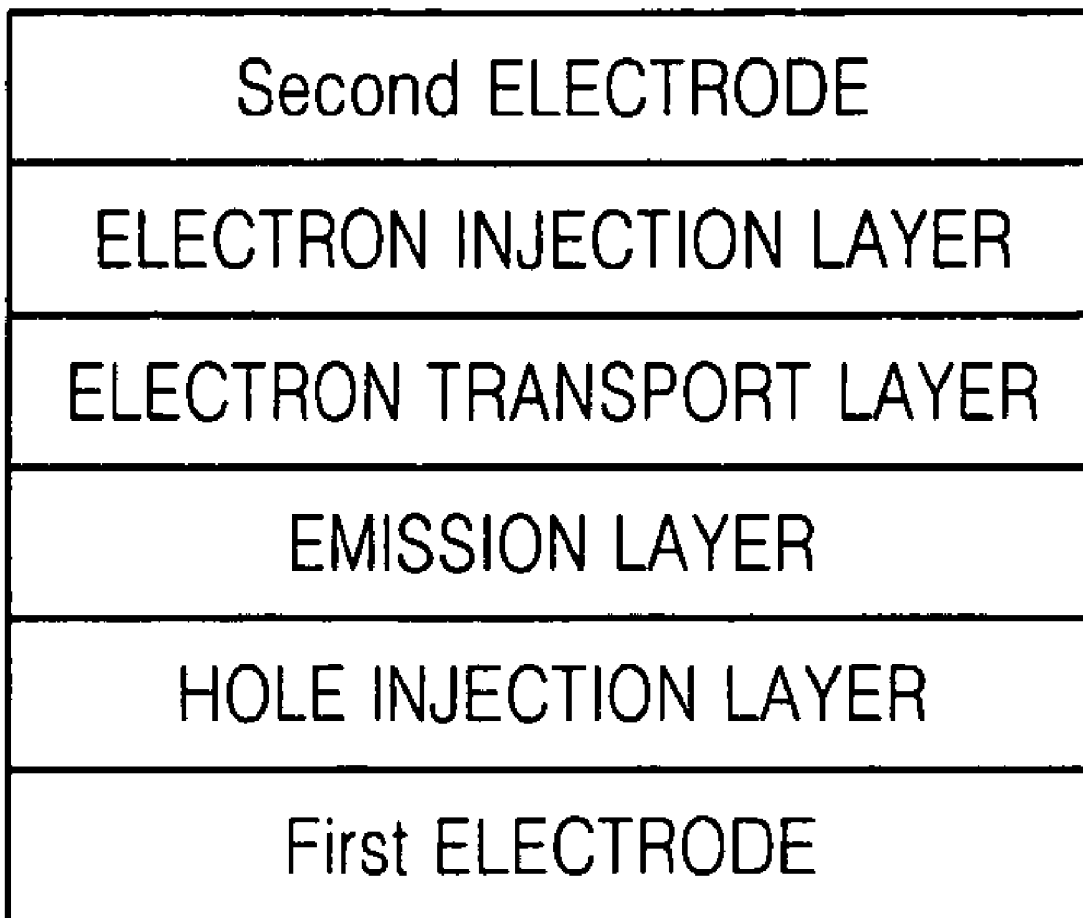 Second ELECTRODE
ELECTRON INJECTION LAYER
ELECTRON TRANSPORT LAYER
EMISSION LAYER
HOLE INJECTION LAYER
First ELECTRODE